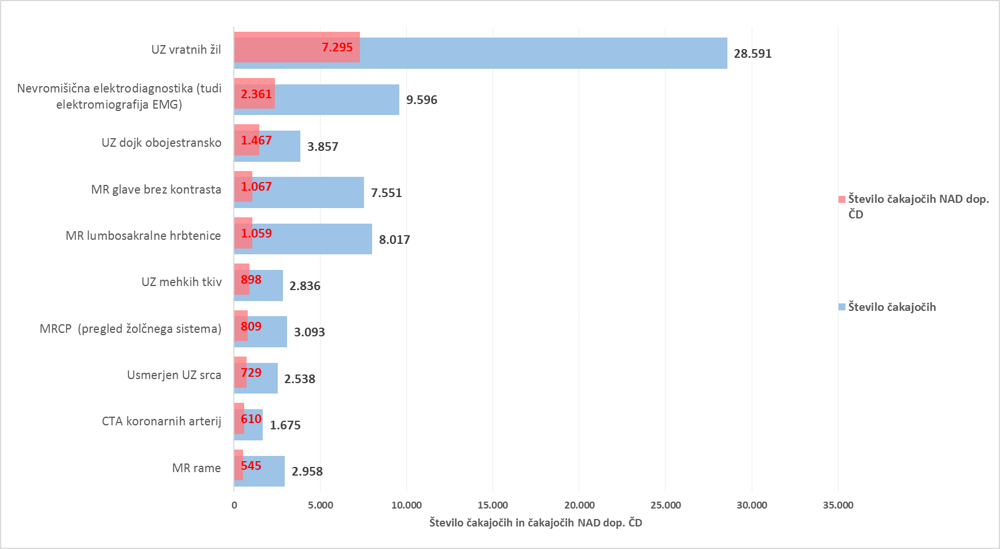 UZ vratnih žil
7.295
28.591
Nevromišična elektrodiagnostika (tudi
elektromiografija EMG)
2.361
9.596
UZ dojk obojestransko
1.467
3.857
MR glave brez kontrasta
1.067
7.551
MR lumbosakralne hrbtenice
1.059
8.017
UZ mehkih tkiv
898
2.836
MRCP  (pregled žolčnega sistema)
809
3.093
Usmerjen UZ srca
729
2.538
CTA koronarnih arterij
610
1.675
MR rame
545
2.958
0 5.000 10.000 15.000 20.000 25.000 30.000 35.000
Število čakajočih in čakajočih NAD dop. ČD
Število čakajočih NAD dop.
ČD
Število čakajočih